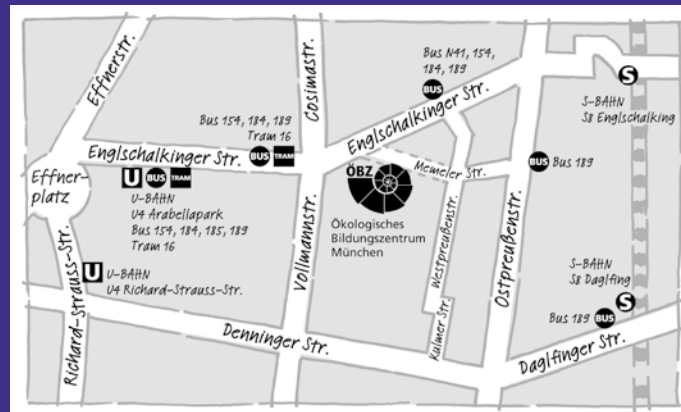 Effnerstr.
Cosimastr.
Bus N41, 154,
184, 189
BUS
S
S-BAHN
S8 Englschalking
Bus 154, 184, 189
Tram 16
BUS TRAM
Englschalkinger Str.
Englschalkinger Str.
Effner-
platz
U BUS TRAM
U-BAHN
U4 Arabellapark
Bus 154, 184, 185, 189
Tram 16
ÖBZ
Memeler Str.
BUS Bus 189
Ökologisches
Bildungszentrum
München
Vollmannstr.
Westpreußenstr.
Ostpreußenstr.
U U-BAHN
U4 Richard-Strauss-Str.
Richard-Strauss-Str.
S-BAHN
S8 Daglfing
S
Bus 189 BUS
Kulmer Str.
Denninger Str.
Daglfinger Str.